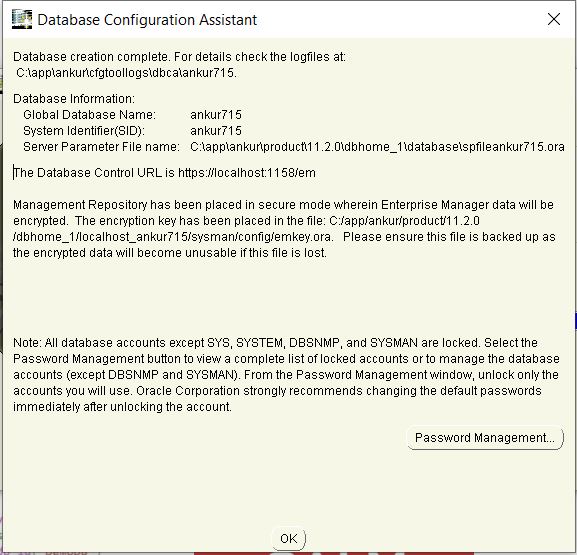 Database Configuration Assistant
Database creation complete. For details check the logfiles at:
C:\app\ankur\cfgtoollogs\dbca\ankur715.
Database Information:
Global Database Name: ankur715
System Identifier(SID): ankur715
Server Parameter File name: C:\app\ankur\product\11.2.0\dbhome_1\database\spfileankur715.ora
The Database Control URL is https://localhost:1158/em
Management Repository has been placed in secure mode wherein Enterprise Manager data will be
encrypted. The encryption key has been placed in the file: C:/app/ankur/product/11.2.0
/dbhome_1/localhost_ankur715/sysman/config/emkey.ora. Please ensure this file is backed up as
the encrypted data will become unusable if this file is lost.
Note: All database accounts except SYS, SYSTEM, DBSNMP, and SYSMAN are locked. Select the
Password Management button to view a complete list of locked accounts or to manage the database
accounts (except DBSNMP and SYSMAN). From the Password Management window, unlock only the
accounts you will use. Oracle Corporation strongly recommends changing the default passwords
immediately after unlocking the account.
Password Management...
OK